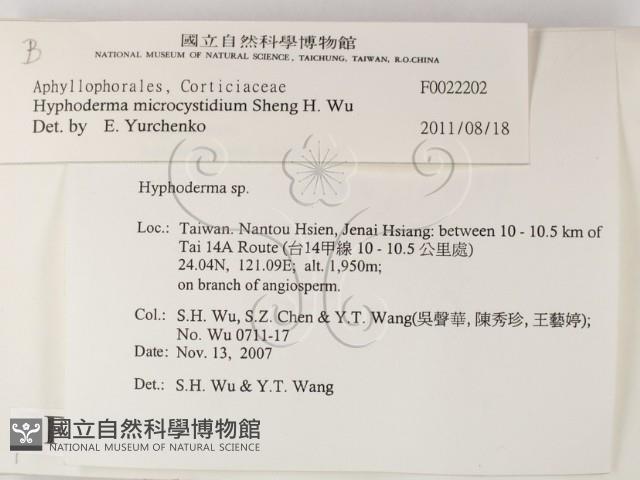 B
國立自然科學博物館
NATIONAL MUSEUM OF NATURAL SCIENCE, TAICHUNG, TAIWAN, R.O.CHINA
Aphyllophorales, Corticiaceae F0022202
Hyphoderma microcystidium Sheng H. Wu
Det. by E. Yurchenko 2011/08/18
Hyphoderma sp.
Loc.: Taiwan. Nantou Hsien, Jenai Hsiang: between 10 - 10.5 km of
Tai 14A Route (台14甲線 10 - 10.5 公里處)
24.04N, 121.09E; alt. 1,950m;
on branch of angiosperm.
Col.: S.H. Wu, S.Z. Chen & Y.T. Wang(吳聲華, 陳秀珍, 王藝婷);
No. Wu 0711-17
Date: Nov. 13, 2007
Det.: S.H. Wu & Y.T. Wang
國立自然科學博物館
NATIONAL MUSEUM OF NATURAL SCIENCE